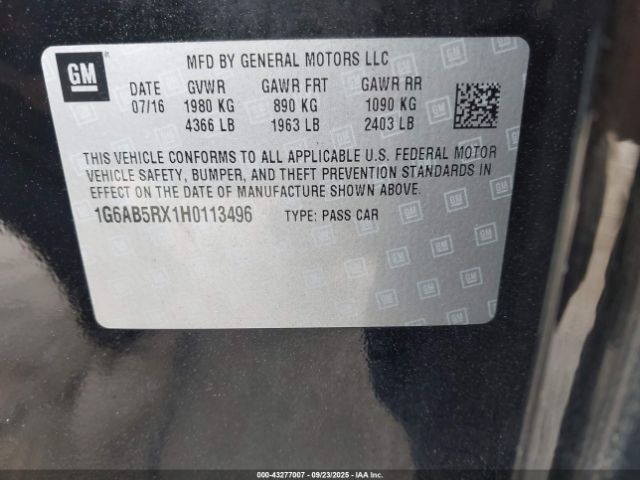 GM
MFD BY GENERAL MOTORS LLC
DATE GVWR GAWR FRT GAWR RR
07/16 1980 KG 890 KG 1090 KG
4366 LB 1963 LB 2403 LB
THIS VEHICLE CONFORMS TO ALL APPLICABLE U.S. FEDERAL MOTOR
VEHICLE SAFETY, BUMPER, AND THEFT PREVENTION STANDARDS IN
EFFECT ON THE DATE OF MANUFACTURE SHOWN ABOVE.
1G6AB5RX1H0113496 TYPE: PASS CAR
000-43277007 - 09/23/2025 - IAA Inc.